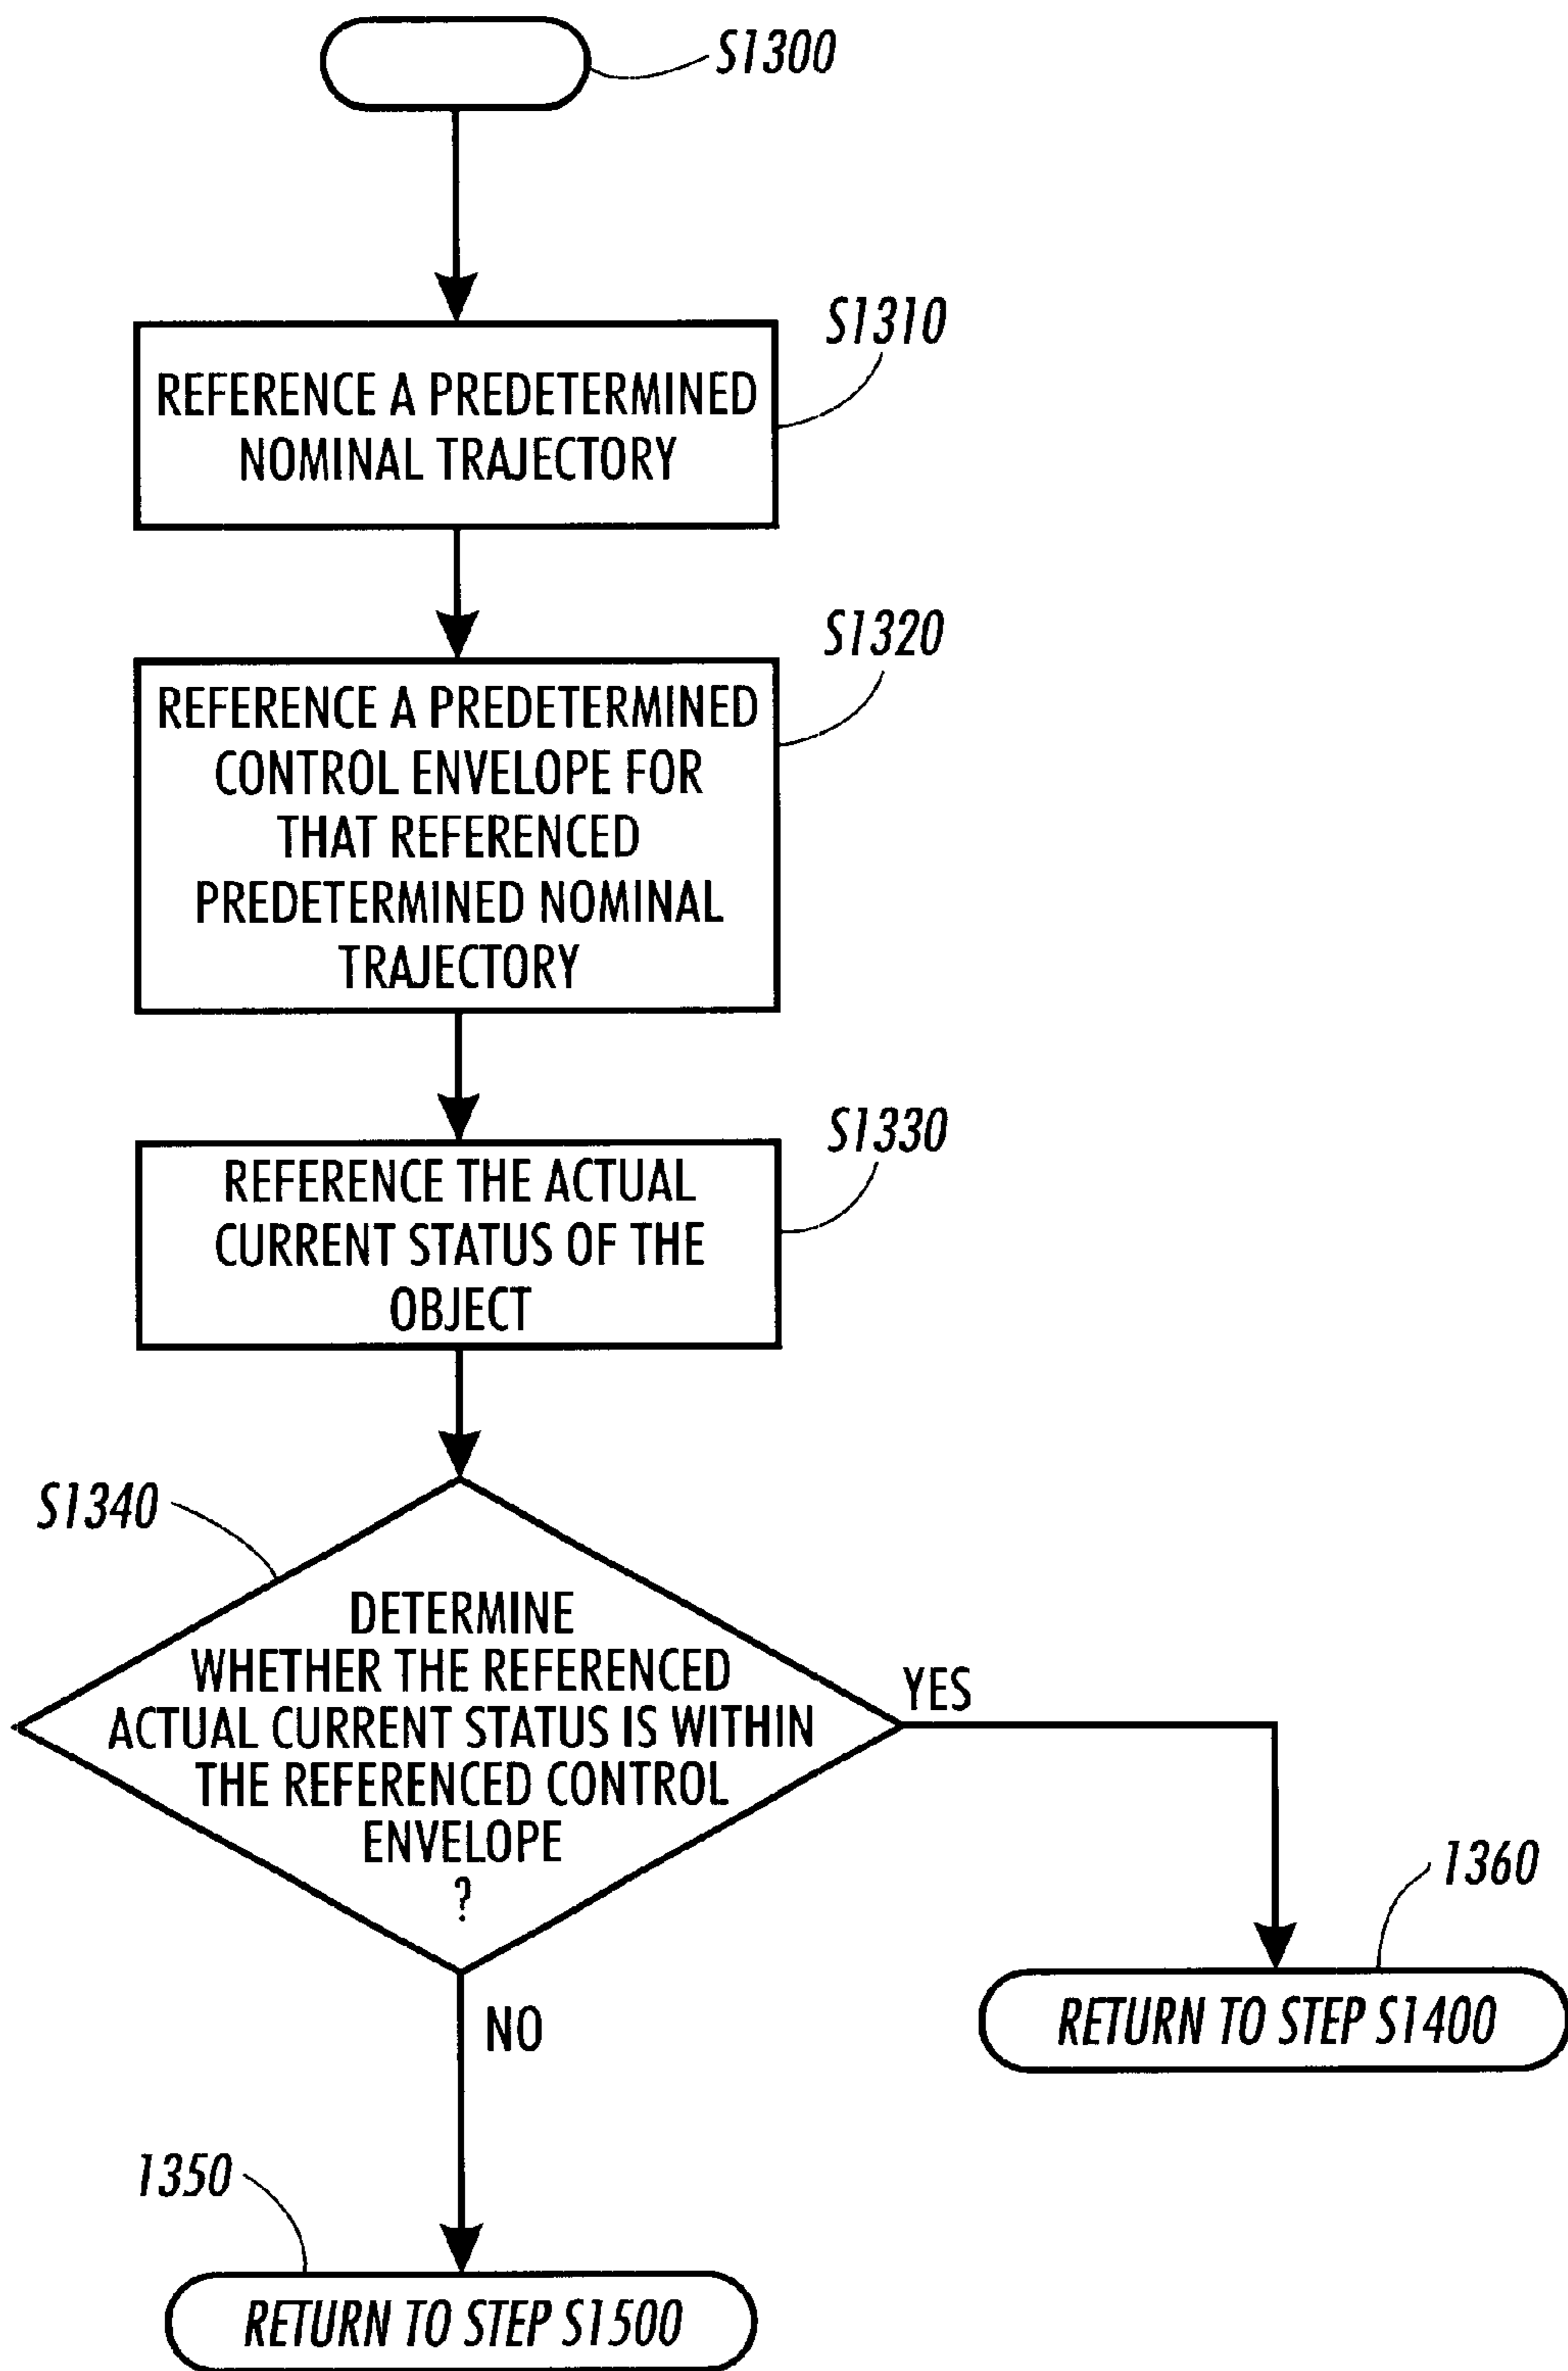 S1300
S1310
REFERENCE A PREDETERMINED
NOMINAL TRAJECTORY
S1320
REFERENCE A PREDETERMINED
CONTROL ENVELOPE FOR
THAT REFERENCED
PREDETERMINED NOMINAL
TRAJECTORY
S1330
REFERENCE THE ACTUAL
CURRENT STATUS OF THE
OBJECT
S1340
DETERMINE
WHETHER THE REFERENCED
ACTUAL CURRENT STATUS IS WITHIN
THE REFERENCED CONTROL
ENVELOPE
?
YES
1360
RETURN TO STEP S1400
NO
1350
RETURN TO STEP S1500